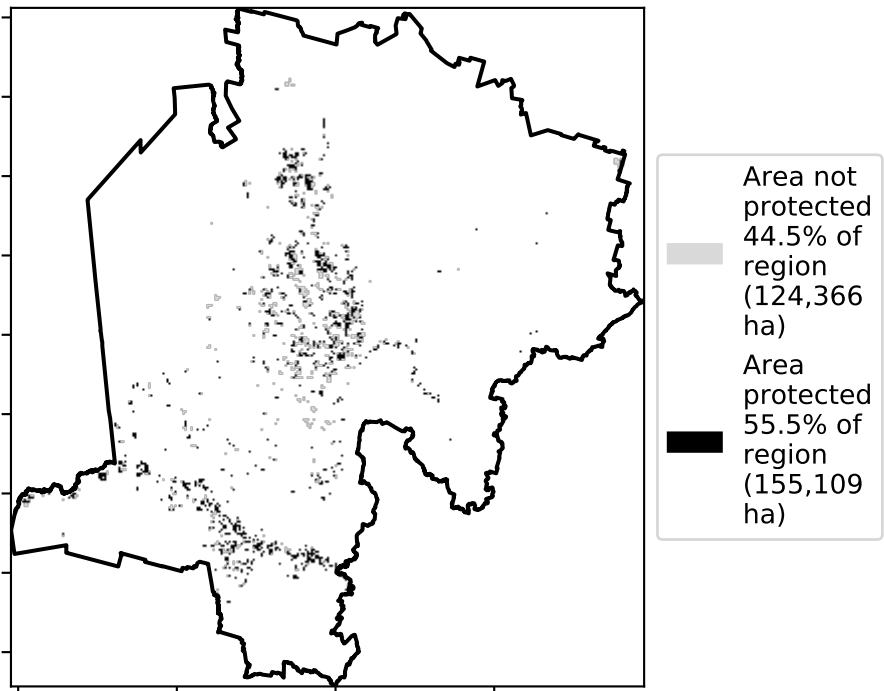 Area not
protected
44.5% of
region
(124,366
ha)
Area
protected
55.5% of
region
(155,109
ha)